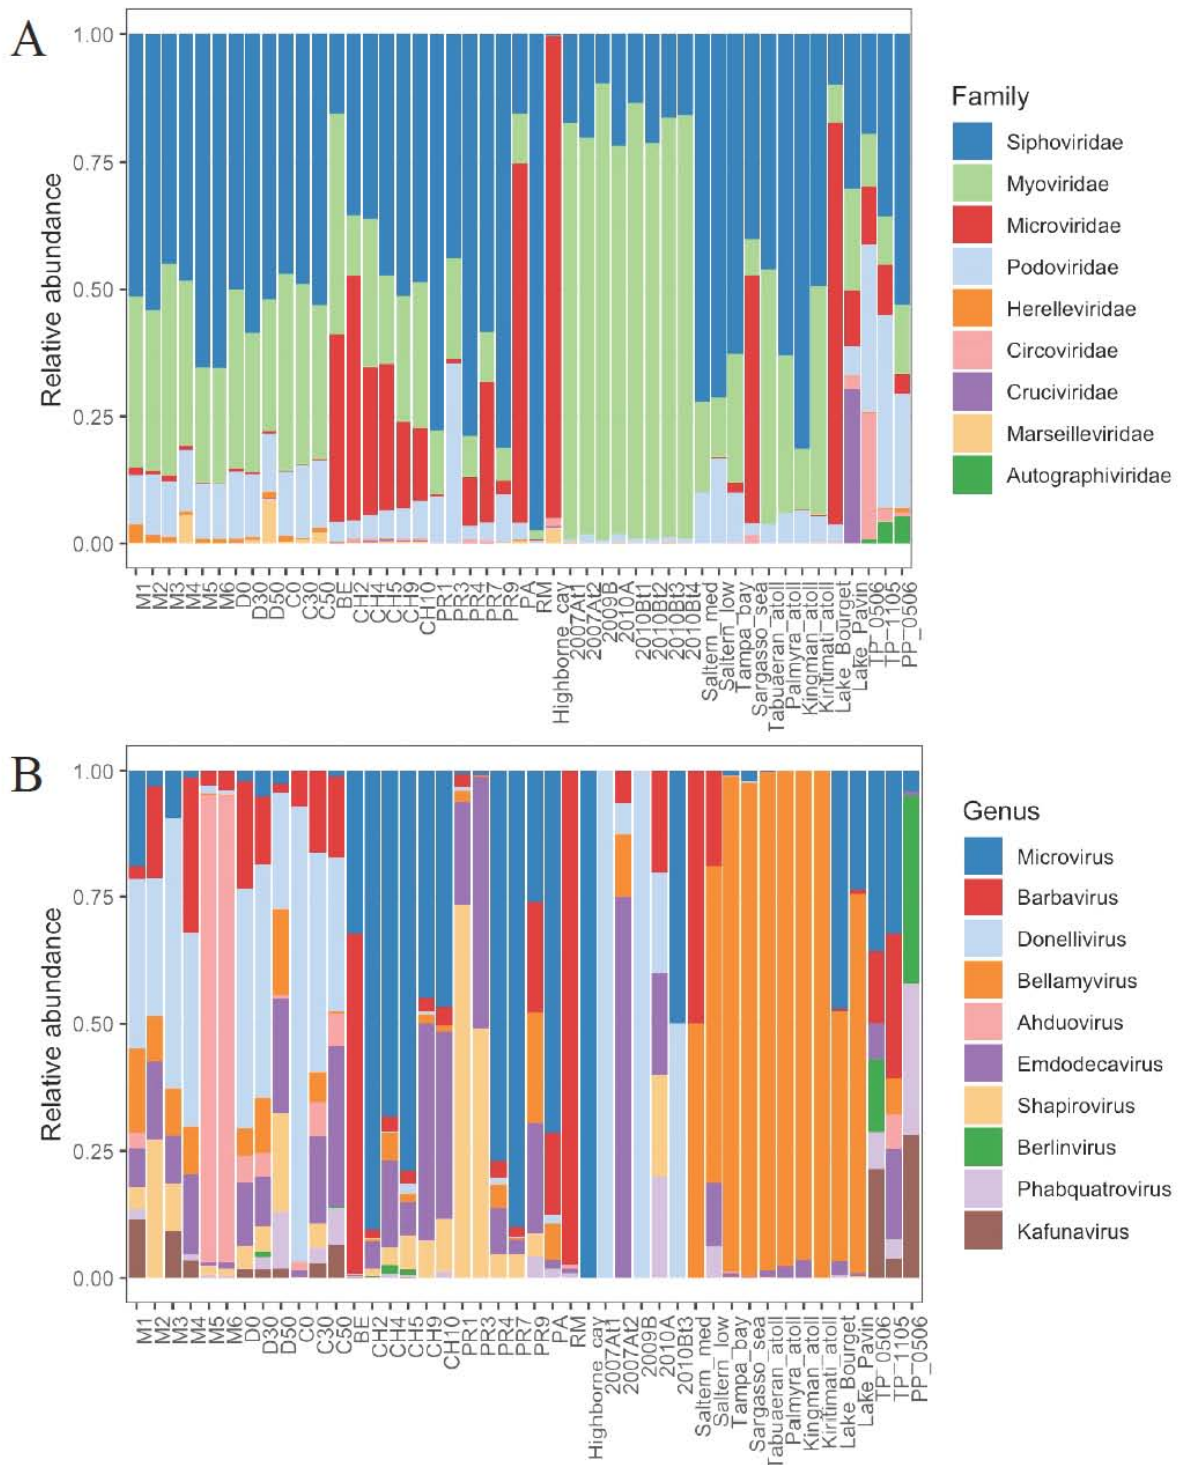 A
1.00
0.75
0.50
0.25
0.00
Relative abundance
M1
M2
M3
M4
M5
M6
D0
D30
D50
C0
C30
C50
BE
CH2
CH4
CH5
CH9
CH10
PR1
PR3
PR4
PR7
PR9
PA
RM
Highborne_cay
2007At1
2007At2
2009B
2010A
2010Bt1
2010Bt2
2010Bt3
2010Bt4
Saltern_med
Saltern_low
Tampa_bay
Sargasso_sea
Tabuaeran_atoll
Palmyra_atoll
Kingman_atoll
Kiritimati_atoll
Lake_Bourget
Lake_Pavin
TP_0506
TP_1105
PP_0506
Family
Siphoviridae
Myoviridae
Microviridae
Podoviridae
Herelleviridae
Circoviridae
Cruciviridae
Marseilleviridae
Autographiviridae
B
1.00
0.75
0.50
0.25
0.00
Relative abundance
M1
M2
M3
M4
M5
M6
D0
D30
D50
C0
C30
C50
BE
CH2
CH4
CH5
CH9
CH10
PR1
PR3
PR4
PR7
PR9
PA
RM
Highborne_cay
2007At1
2007At2
2009B
2010A
2010Bt3
Saltern_med
Saltern_low
Tampa_bay
Sargasso_sea
Tabuaeran_atoll
Palmyra_atoll
Kingman_atoll
Kiritimati_atoll
Lake_Bourget
Lake_Pavin
TP_0506
TP_1105
PP_0506
Genus
Microvirus
Barbavirus
Donellivirus
Bellamyvirus
Ahduovirus
Emdodecavirus
Shapirovirus
Berlinvirus
Phabquatrovirus
Kafunavirus